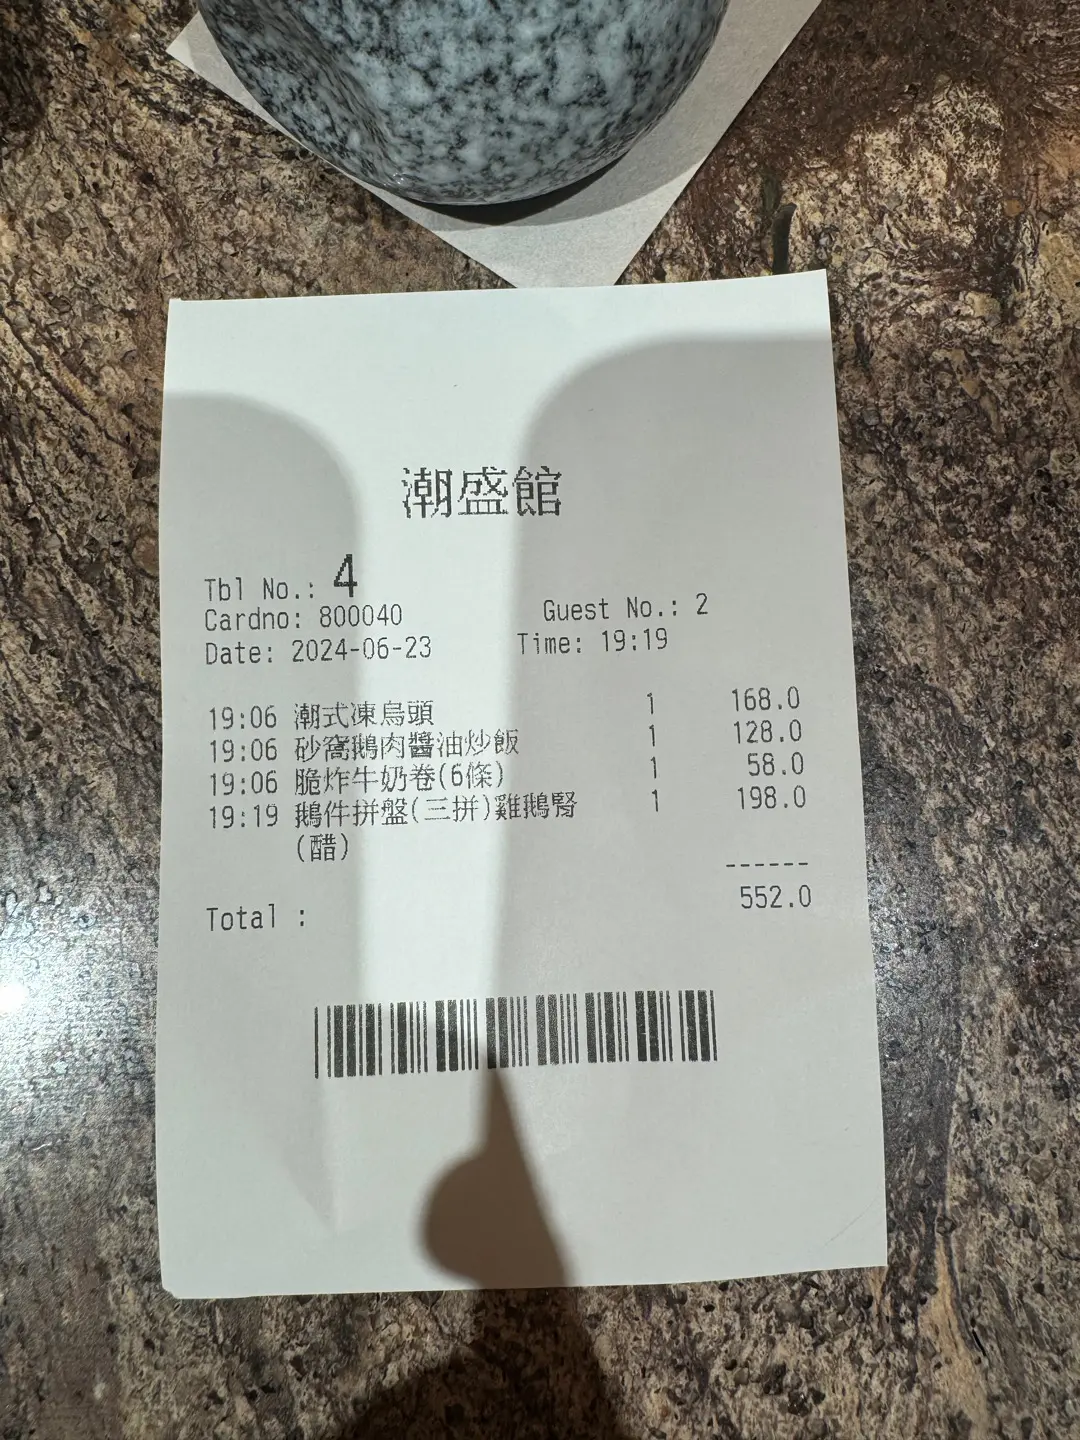 潮盛館
Tbl No.: 4
Cardno: 800040 Guest No.: 2
Date: 2024-06-23 Time: 19:19
19:06 潮式凍烏頭 1 168.0
19:06 砂窩鵝肉醬油炒飯 1 128.0
19:06 脆炸牛奶卷(6條) 1 58.0
19:19 鵝件拼盤(三拼)雞鵝腎 1 198.0
(醋)
------
Total : 552.0